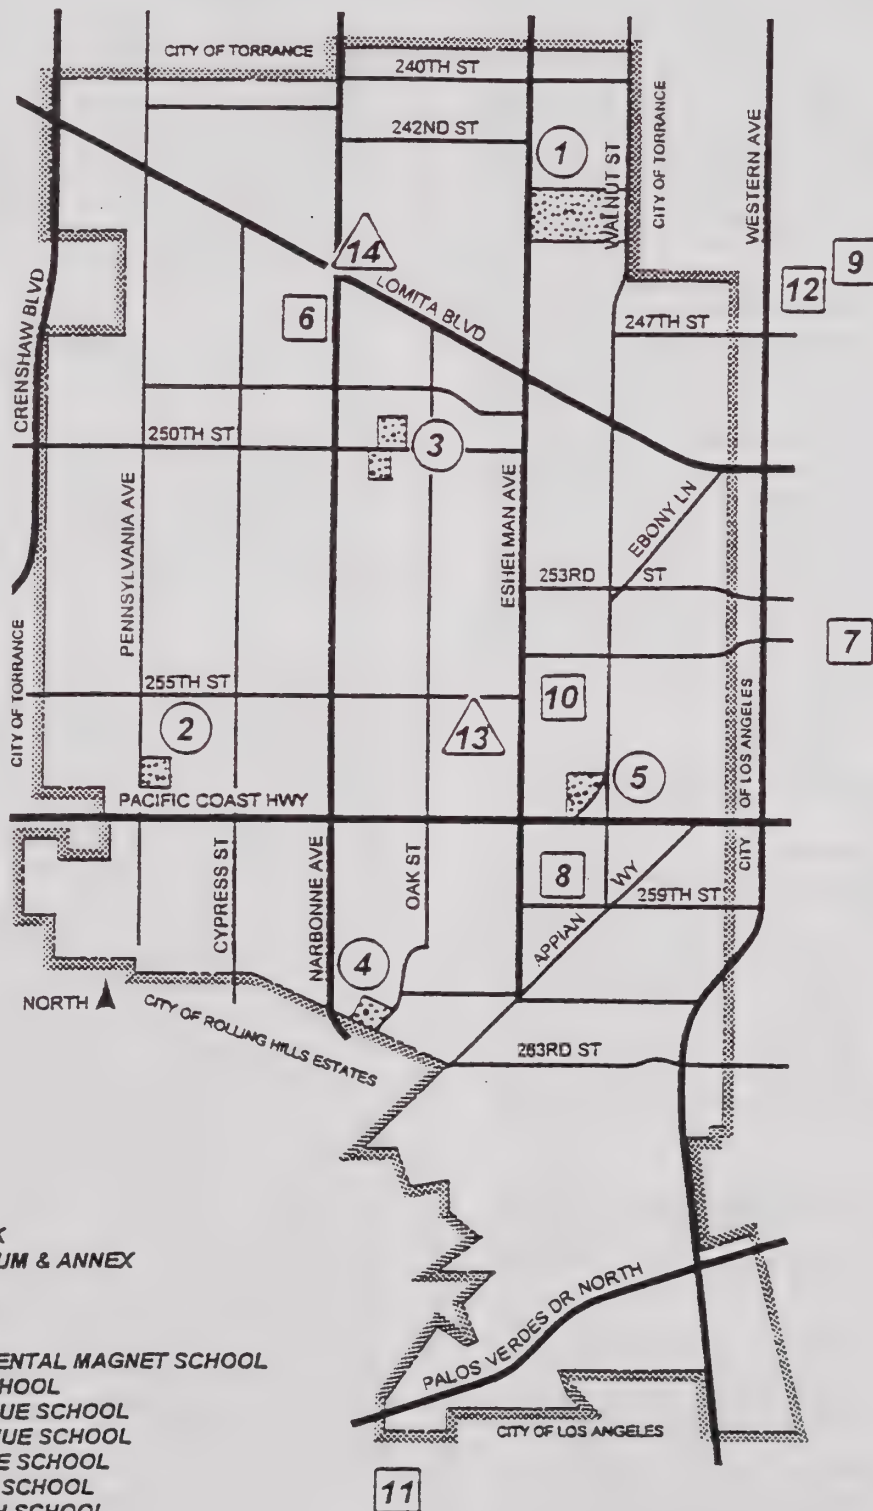 CITY OF TORRANCE
240TH ST
242ND ST
1
WALNUT ST
CITY OF TORRANCE
WESTERN AVE
9
12
14
LOMITA BLVD
6
247TH ST
CRENSHAW BLVD
250TH ST
3
PENNSYLVANIA AVE
ESHELMAN AVE
EBONY LN
253RD ST
7
CITY OF TORRANCE
255TH ST
10
2
13
CITY OF LOS ANGELES
5
PACIFIC COAST HWY
CYPRESS ST
NARBONNE AVE
OAK ST
8
APPIAN WY
259TH ST
4
NORTH
CITY OF ROLLING HILLS ESTATES
263RD ST
UM & ANNEX
PALOS VERDES DR NORTH
ENTAL MAGNET SCHOOL
HOOL
UE SCHOOL
UE SCHOOL
E SCHOOL
SCHOOL
H SCHOOL
CITY OF LOS ANGELES
11